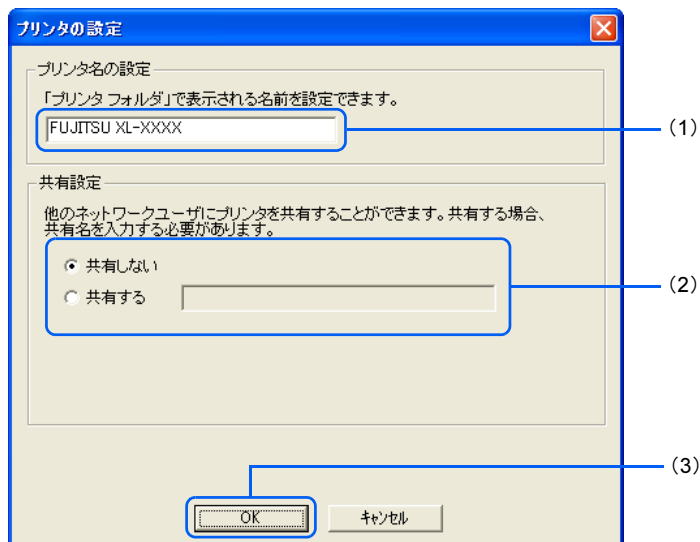 プリンタの設定
プリンタ名の設定
「プリンタ フォルダ」で表示される名前を設定できます。
FUJITSU XL-XXXX
(1)
共有設定
他のネットワークユーザにプリンタを共有することができます。共有する場合、
共有名を入力する必要があります。
共有しない
共有する
(2)
(3)
OK
キャンセル